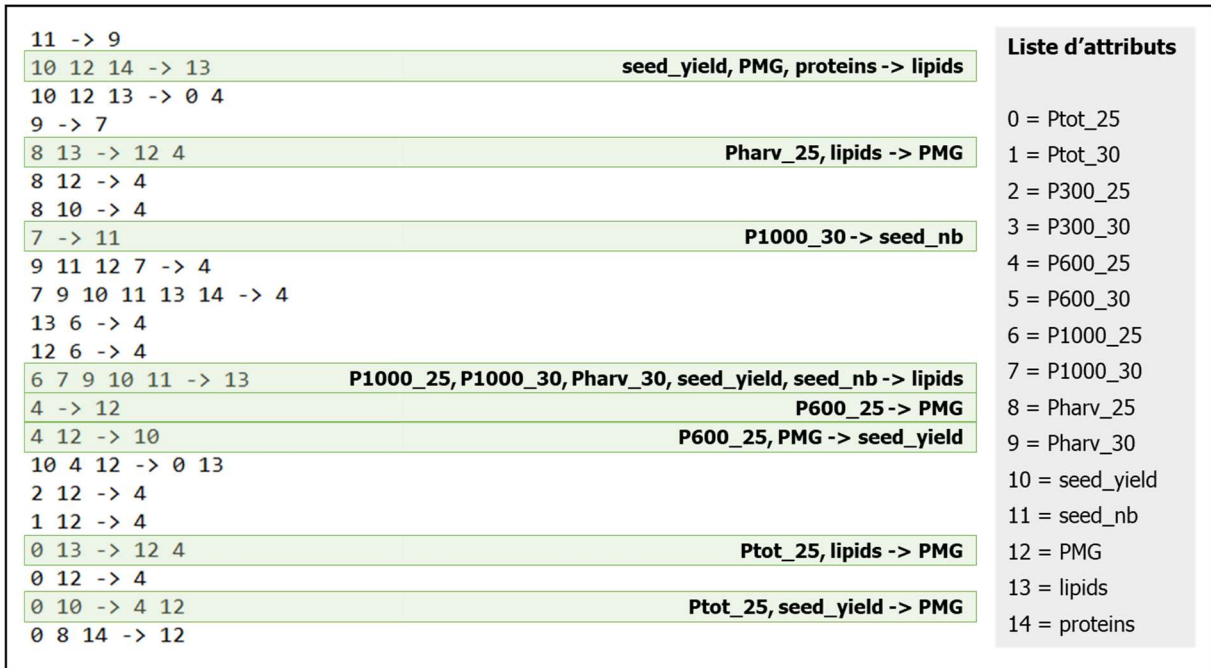 11 -> 9
10 12 14 -> 13 seed_yield, PMG, proteins -> lipids
10 12 13 -> 0 4
9 -> 7
8 13 -> 12 4 Pharv_25, lipids -> PMG
8 12 -> 4
8 10 -> 4
7 -> 11 P1000_30 -> seed_nb
9 11 12 7 -> 4
7 9 10 11 13 14 -> 4
13 6 -> 4
12 6 -> 4
6 7 9 10 11 -> 13 P1000_25, P1000_30, Pharv_30, seed_yield, seed_nb -> lipids
4 -> 12 P600_25 -> PMG
4 12 -> 10 P600_25, PMG -> seed_yield
10 4 12 -> 0 13
2 12 -> 4
1 12 -> 4
0 13 -> 12 4 Ptot_25, lipids -> PMG
0 12 -> 4
0 10 -> 4 12 Ptot_25, seed_yield -> PMG
0 8 14 -> 12
Liste d’attributs
0 = Ptot_25
1 = Ptot_30
2 = P300_25
3 = P300_30
4 = P600_25
5 = P600_30
6 = P1000_25
7 = P1000_30
8 = Pharv_25
9 = Pharv_30
10 = seed_yield
11 = seed_nb
12 = PMG
13 = lipids
14 = proteins